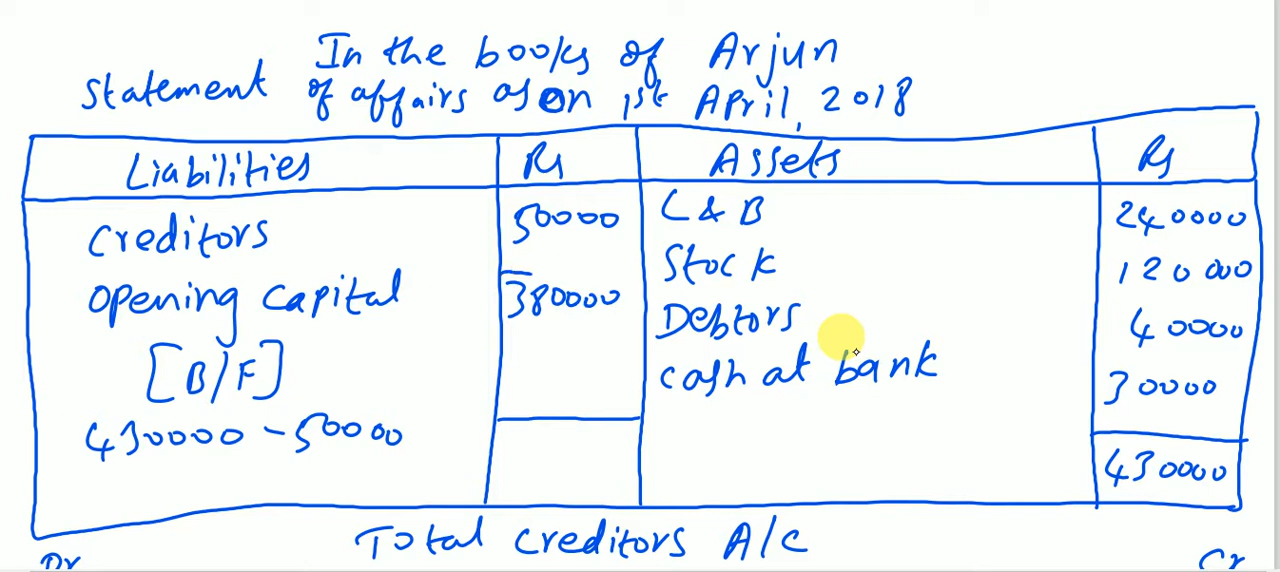 In the books of Arjun
Statement of affairs as on 1st April, 2018
Liabilities Rs Assets Rs
Creditors 50000 L & B 240000
Opening Capital 380000 Stock 120000
[B/F] Debtors 40000
430000 - 50000 Cash at bank 30000
430000
Total Creditors A/C
Dr Cr